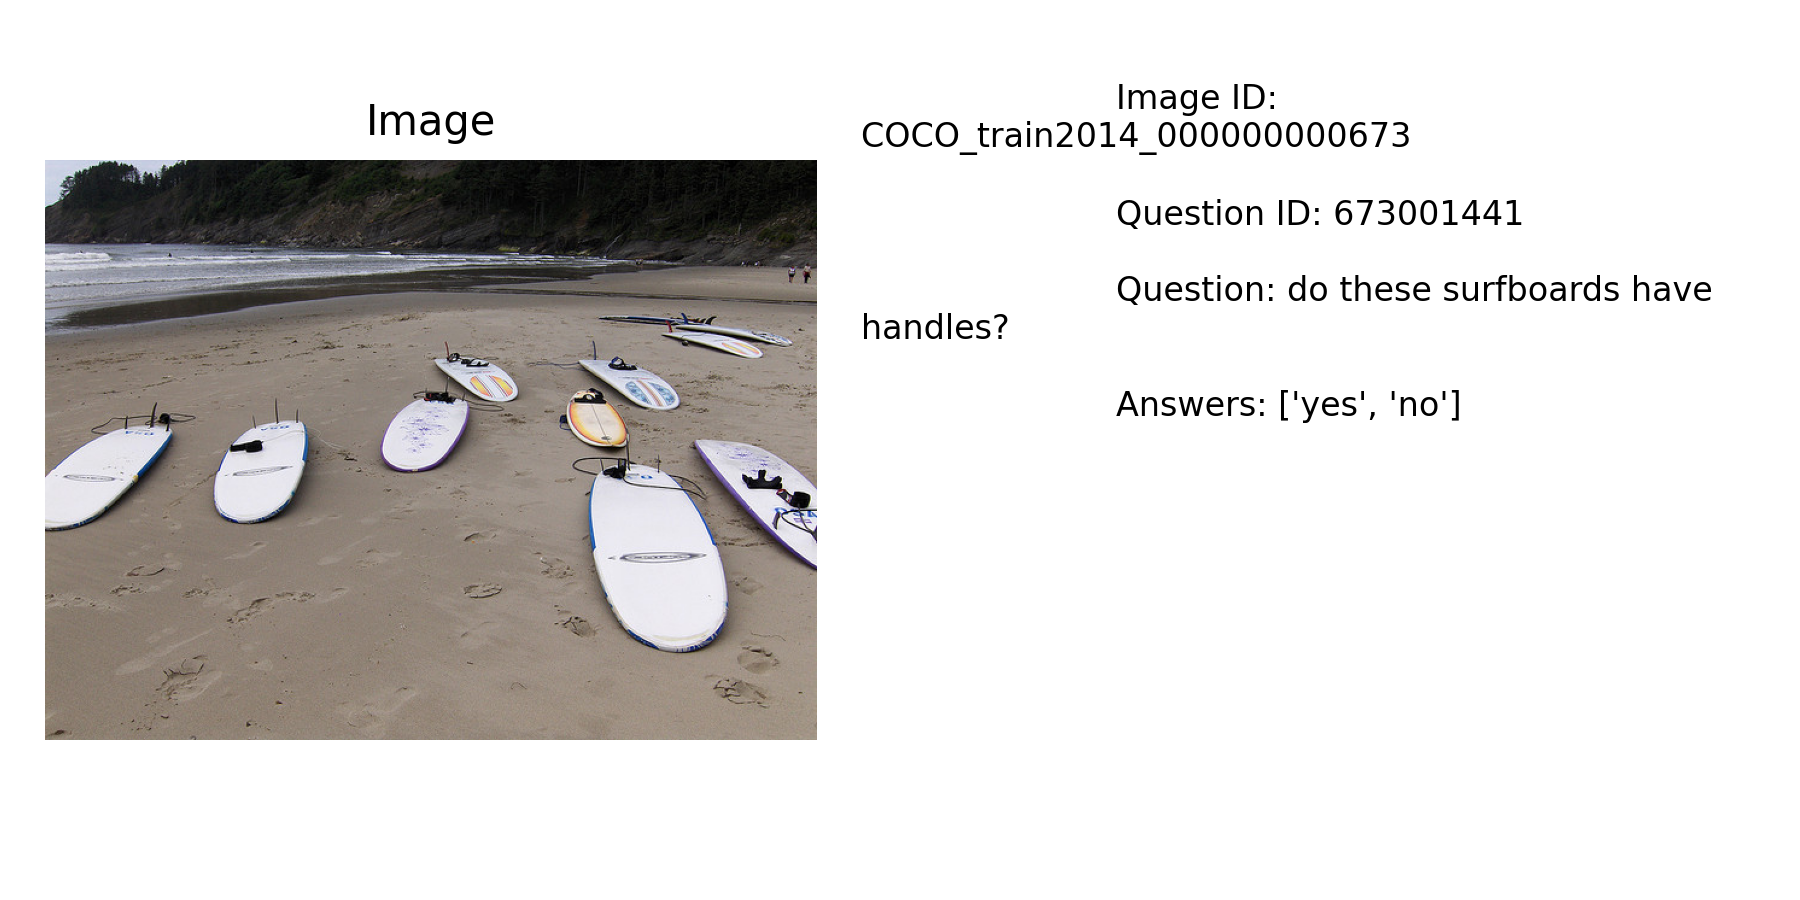 Image
Image ID:
COCO_train2014_000000000673
Question ID: 673001441
Question: do these surfboards have
handles?
Answers: ['yes', 'no']